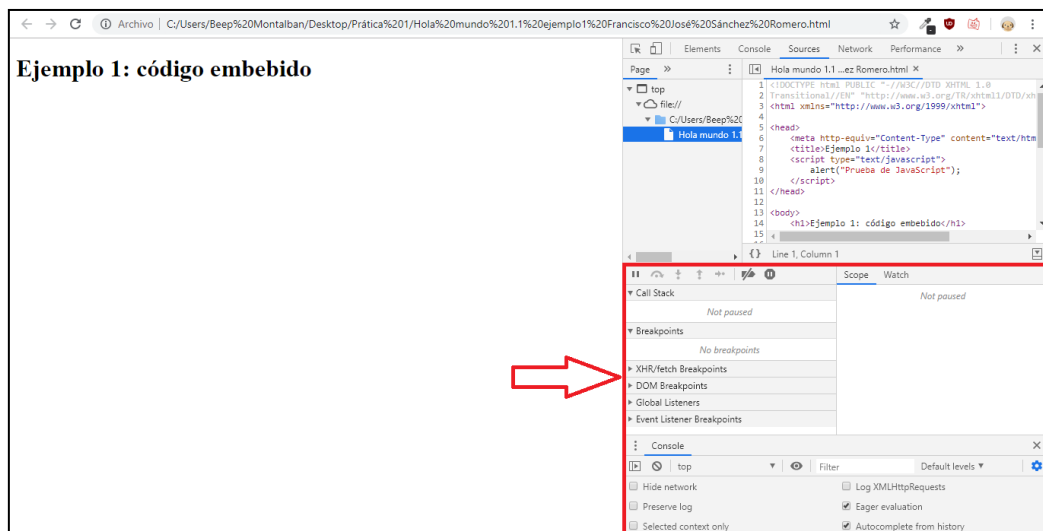 Archivo | C:/Users/Beep%20Montalban/Desktop/Prática%201/Hola%20mundo%201.1%20ejemplo1%20Francisco%20José%20Sánchez%20Romero.html
Ejemplo 1: código embebido
Elements Console Sources Network Performance »
Page » Hola mundo 1.1 ...ez Romero.html ×
top
file://
C:/Users/Beep%20
Hola mundo 1.1
1 <!DOCTYPE html PUBLIC "-//W3C//DTD XHTML 1.0
2 Transitional//EN" "http://www.w3.org/TR/xhtml1/DTD/xh
3 <html xmlns="http://www.w3.org/1999/xhtml">
4
5 <head>
6 <meta http-equiv="Content-Type" content="text/htm
7 <title>Ejemplo 1</title>
8 <script type="text/javascript">
9 alert("Prueba de JavaScript");
10 </script>
11 </head>
12
13 <body>
14 <h1>Ejemplo 1: código embebido</h1>
15
{} Line 1, Column 1
Call Stack
Not paused
Breakpoints
No breakpoints
XHR/fetch Breakpoints
DOM Breakpoints
Global Listeners
Event Listener Breakpoints
Scope Watch
Not paused
Console
top Filter Default levels
Hide network Log XMLHttpRequests
Preserve log Eager evaluation
Selected context only Autocomplete from history